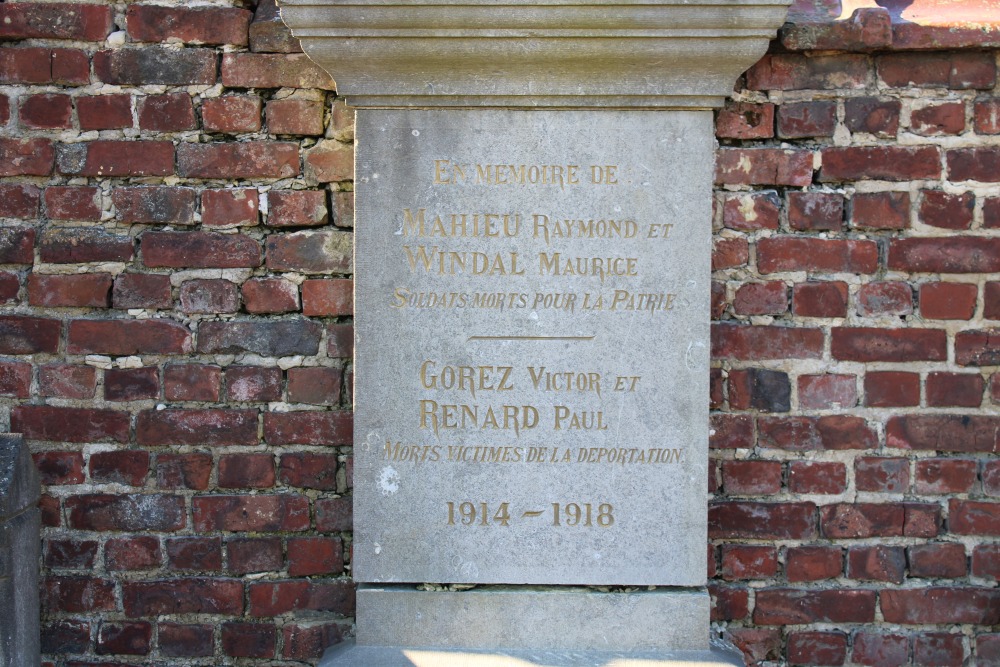 EN MEMOIRE DE
MAHIEU RAYMOND ET
WINDAL MAURICE
SOLDATS MORTS POUR LA PATRIE
GOREZ VICTOR ET
RENARD PAUL
MORTS VICTIMES DE LA DEPORTATION
1914 - 1918